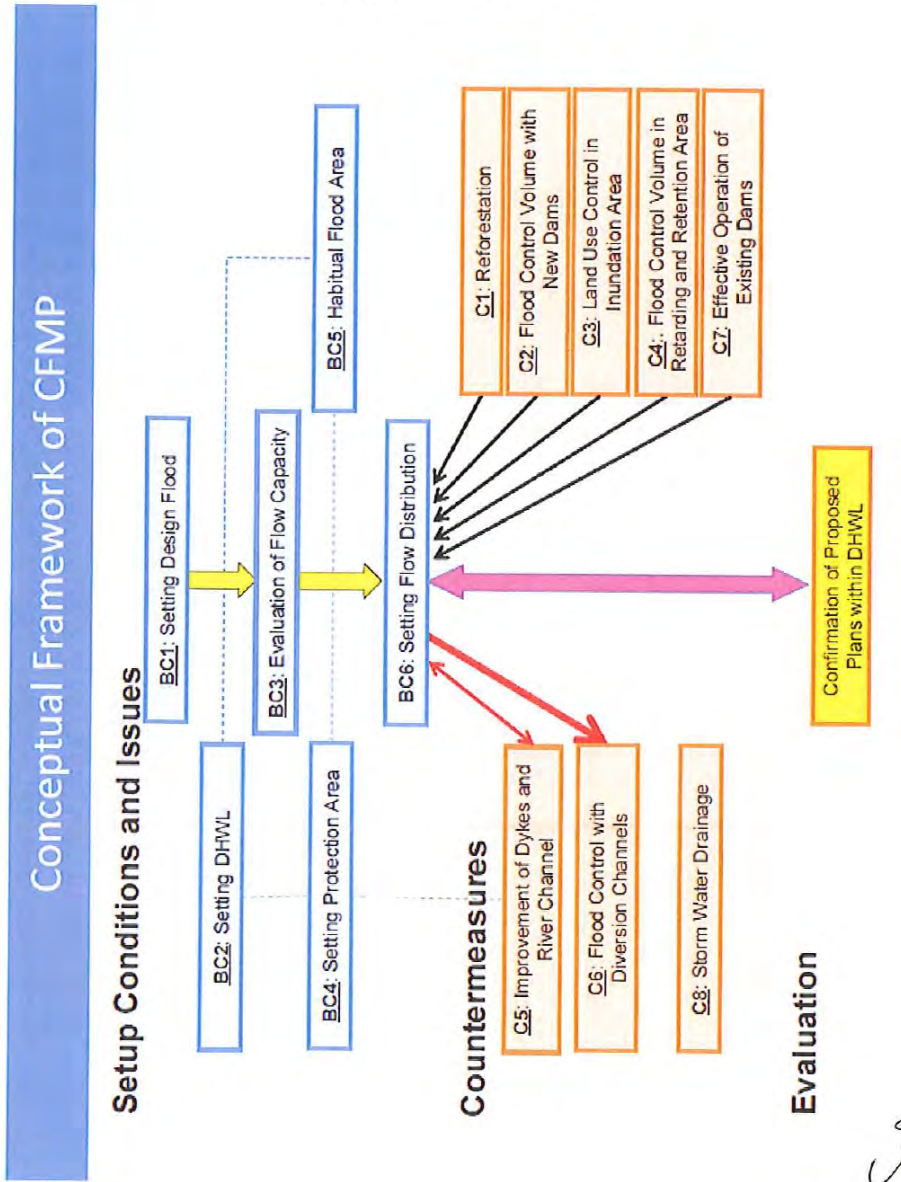 Conceptual Framework of CFMP
Setup Conditions and Issues
BC1: Setting Design Flood
BC2: Setting DHWL
BC3: Evaluation of Flow Capacity
BC4: Setting Protection Area
BC5: Habitual Flood Area
BC6: Setting Flow Distribution
Countermeasures
C5: Improvement of Dykes and
River Channel
C6: Flood Control with
Diversion Channels
C8: Storm Water Drainage
C1: Reforestation
C2: Flood Control Volume with
New Dams
C3: Land Use Control in
Inundation Area
C4:. Flood Control Volume in
Retarding and Retention Area
C7: Effective Operation of
Existing Dams
Evaluation
Confirmation of Proposed
Plans within DHWL